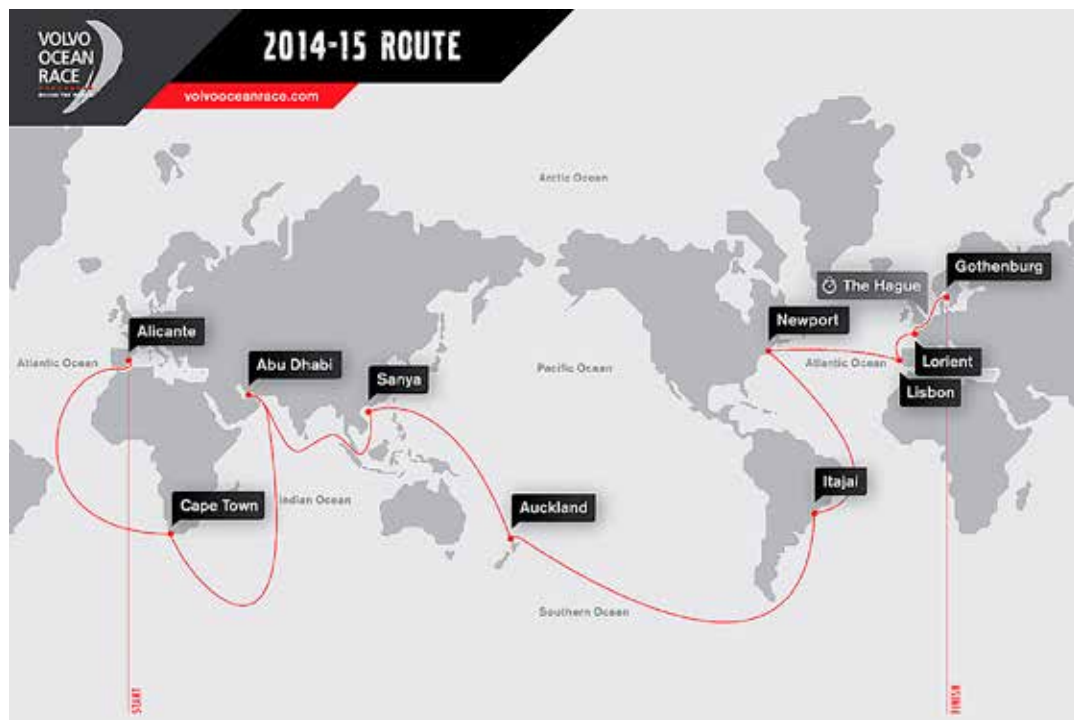 VOLVO
OCEAN
RACE
2014-15 ROUTE
volvooceanrace.com
Arctic Ocean
Gothenburg
The Hague
Newport
Alicante
Atlantic Ocean
Abu Dhabi
Sanya
Pacific Ocean
Atlantic Ocean
Lorient
Lisbon
Cape Town
Indian Ocean
Auckland
Itajaí
Southern Ocean
START
FINISH